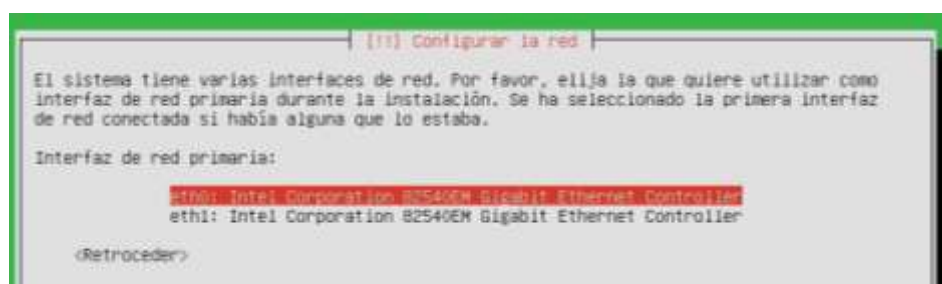 [!!] Configurar la red
El sistema tiene varias interfaces de red. Por favor, elija la que quiere utilizar como
interfaz de red primaria durante la instalación. Se ha seleccionado la primera interfaz
de red conectada si había alguna que lo estaba.
Interfaz de red primaria:
eth0: Intel Corporation 82540EM Gigabit Ethernet Controller
eth1: Intel Corporation 82540EM Gigabit Ethernet Controller
<Retroceder>